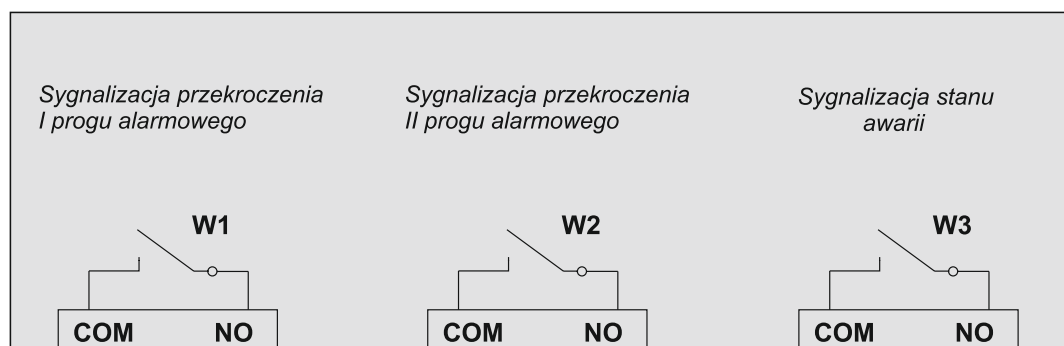 Sygnalizacja przekroczenia
I progu alarmowego
Sygnalizacja przekroczenia
II progu alarmowego
Sygnalizacja stanu
awarii
W1
W2
W3
COM NO
COM NO
COM NO